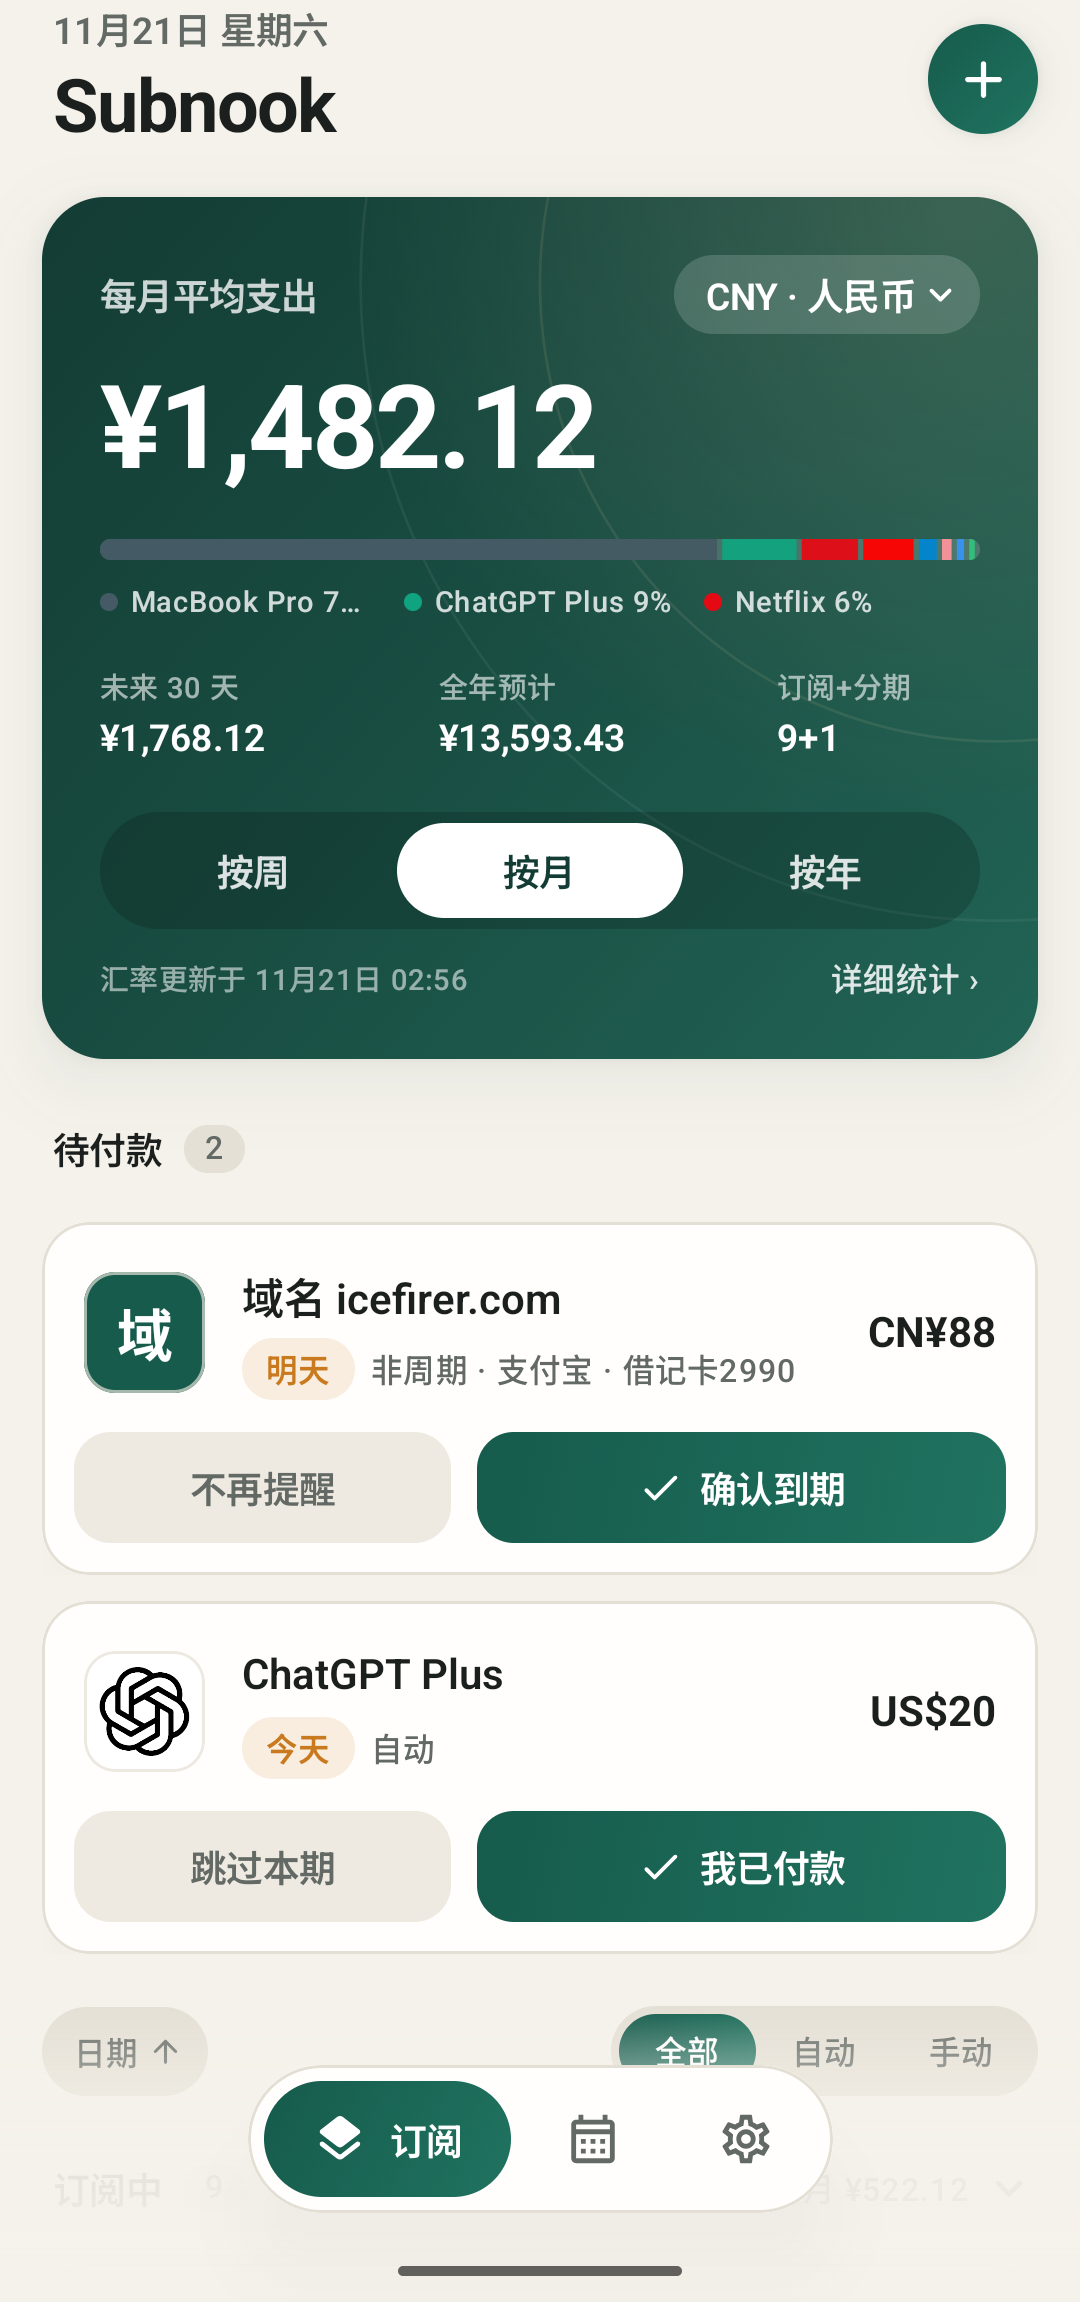 11月21日 星期六
Subnook
每月平均支出
CNY · 人民币
¥1,482.12
MacBook Pro 7…
ChatGPT Plus 9%
Netflix 6%
未来 30 天
全年预计
订阅+分期
¥1,768.12
¥13,593.43
9+1
按周
按月
按年
汇率更新于 11月21日 02:56
详细统计 ›
待付款 2
域
域名 icefirer.com
CN¥88
明天 非周期 · 支付宝 · 借记卡2990
不再提醒
确认到期
ChatGPT Plus
US$20
今天 自动
跳过本期
我已付款
日期
全部
自动
手动
订阅
订阅中 9
月 ¥522.12